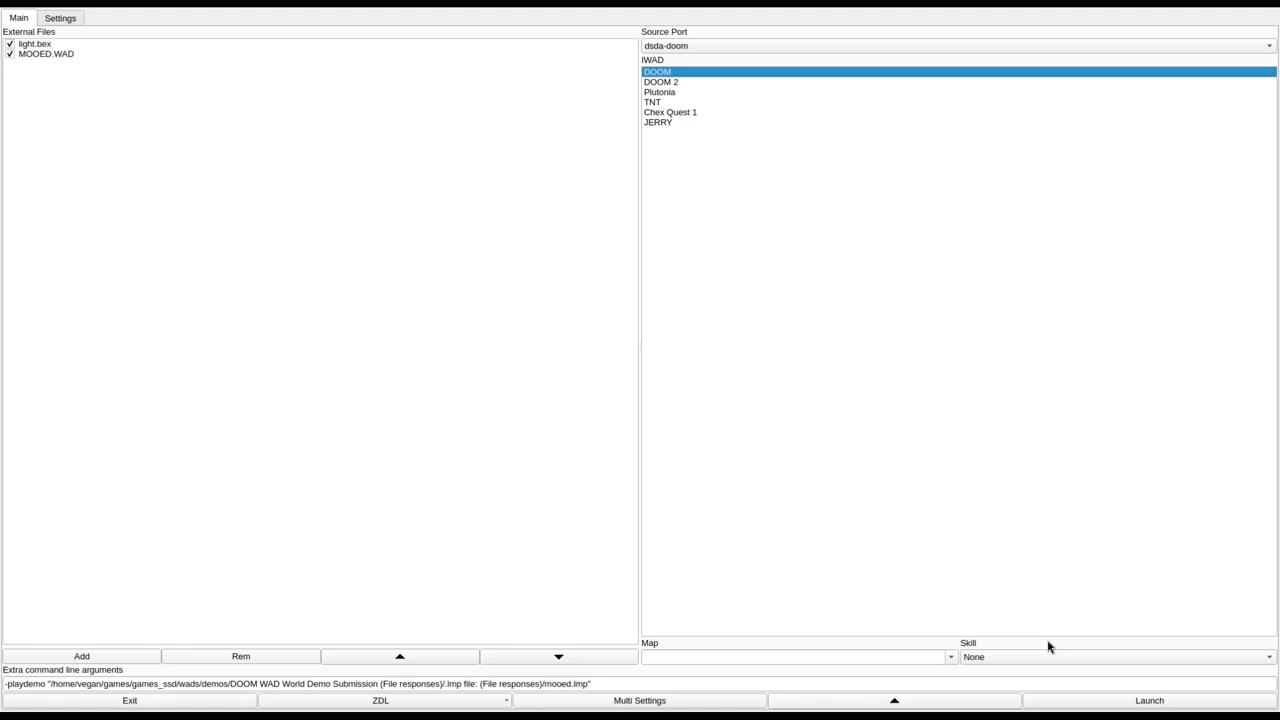 Main Settings
External Files
light.bex
MOOED.WAD
Source Port
dsda-doom
IWAD
DOOM
DOOM 2
Plutonia
TNT
Chex Quest 1
JERRY
Map Skill
None
Add Rem
Extra command line arguments
-playdemo "/home/vegan/games/games_ssd/wads/demos/DOOM WAD World Demo Submission (File responses)/.lmp file: (File responses)/mooed.lmp"
Exit ZDL Multi Settings Launch